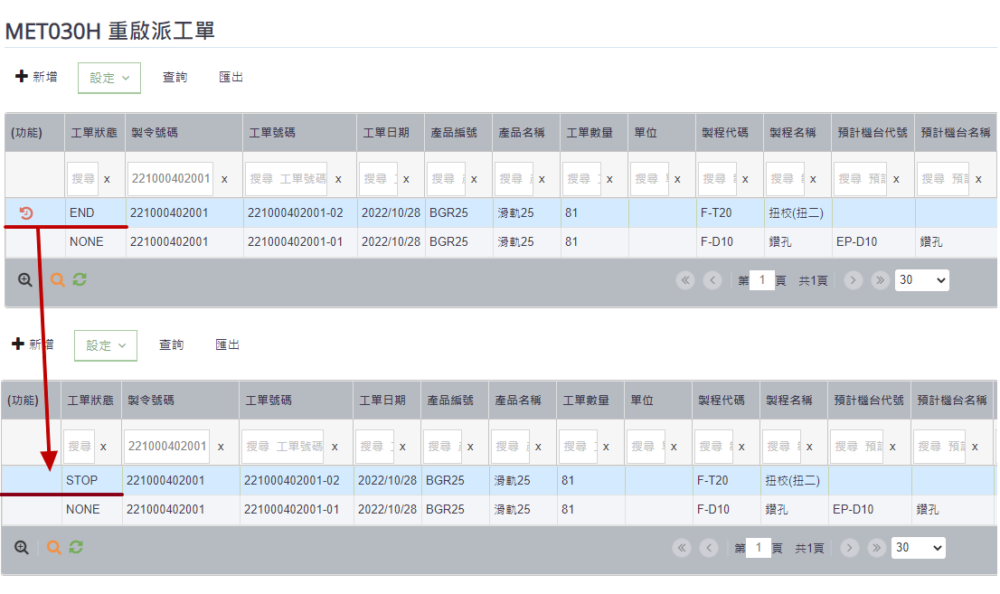 MET030H 重啟派工單
新增 設定 查詢 匯出
(功能) 工單狀態 製令號碼 工單號碼 工單日期 產品編號 產品名稱 工單數量 單位 製程代碼 製程名稱 預計機台代號 預計機台名稱
搜尋 x 221000402001 x 搜尋 工單號碼 x 搜尋 x 搜尋 x 搜尋 x 搜尋 x 搜尋 x 搜尋 x 搜尋 x 搜尋 預 x 搜尋 預 x
END 221000402001 221000402001-02 2022/10/28 BGR25 滑軌25 81 F-T20 扭校(扭二)
NONE 221000402001 221000402001-01 2022/10/28 BGR25 滑軌25 81 F-D10 鑽孔 EP-D10 鑽孔
第 1 頁 共1頁 30
新增 設定 查詢 匯出
(功能) 工單狀態 製令號碼 工單號碼 工單日期 產品編號 產品名稱 工單數量 單位 製程代碼 製程名稱 預計機台代號 預計機台名稱
搜尋 x 221000402001 x 搜尋 工單號碼 x 搜尋 x 搜尋 x 搜尋 x 搜尋 x 搜尋 x 搜尋 x 搜尋 x 搜尋 預 x 搜尋 預 x
STOP 221000402001 221000402001-02 2022/10/28 BGR25 滑軌25 81 F-T20 扭校(扭二)
NONE 221000402001 221000402001-01 2022/10/28 BGR25 滑軌25 81 F-D10 鑽孔 EP-D10 鑽孔
第 1 頁 共1頁 30